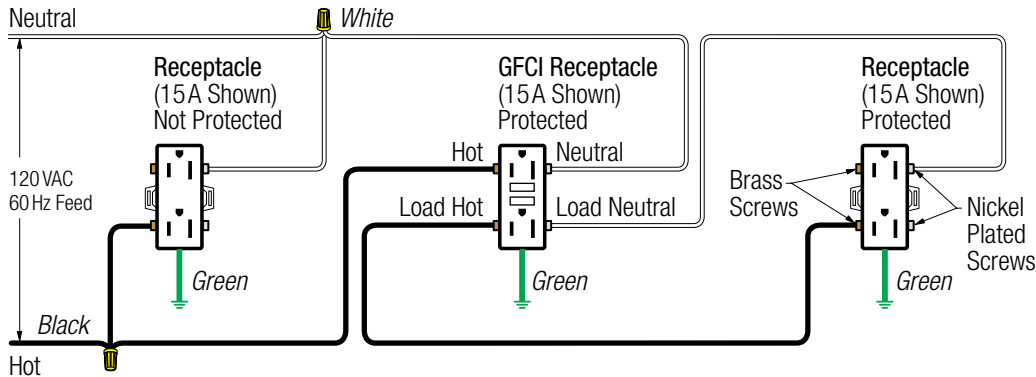 Neutral
White
Receptacle
(15 A Shown)
Not Protected
GFCI Receptacle
(15 A Shown)
Protected
Receptacle
(15 A Shown)
Protected
Hot
Neutral
120 VAC
60 Hz Feed
Brass
Screws
Load Hot
Load Neutral
Nickel
Plated
Screws
Green
Green
Green
Black
Hot